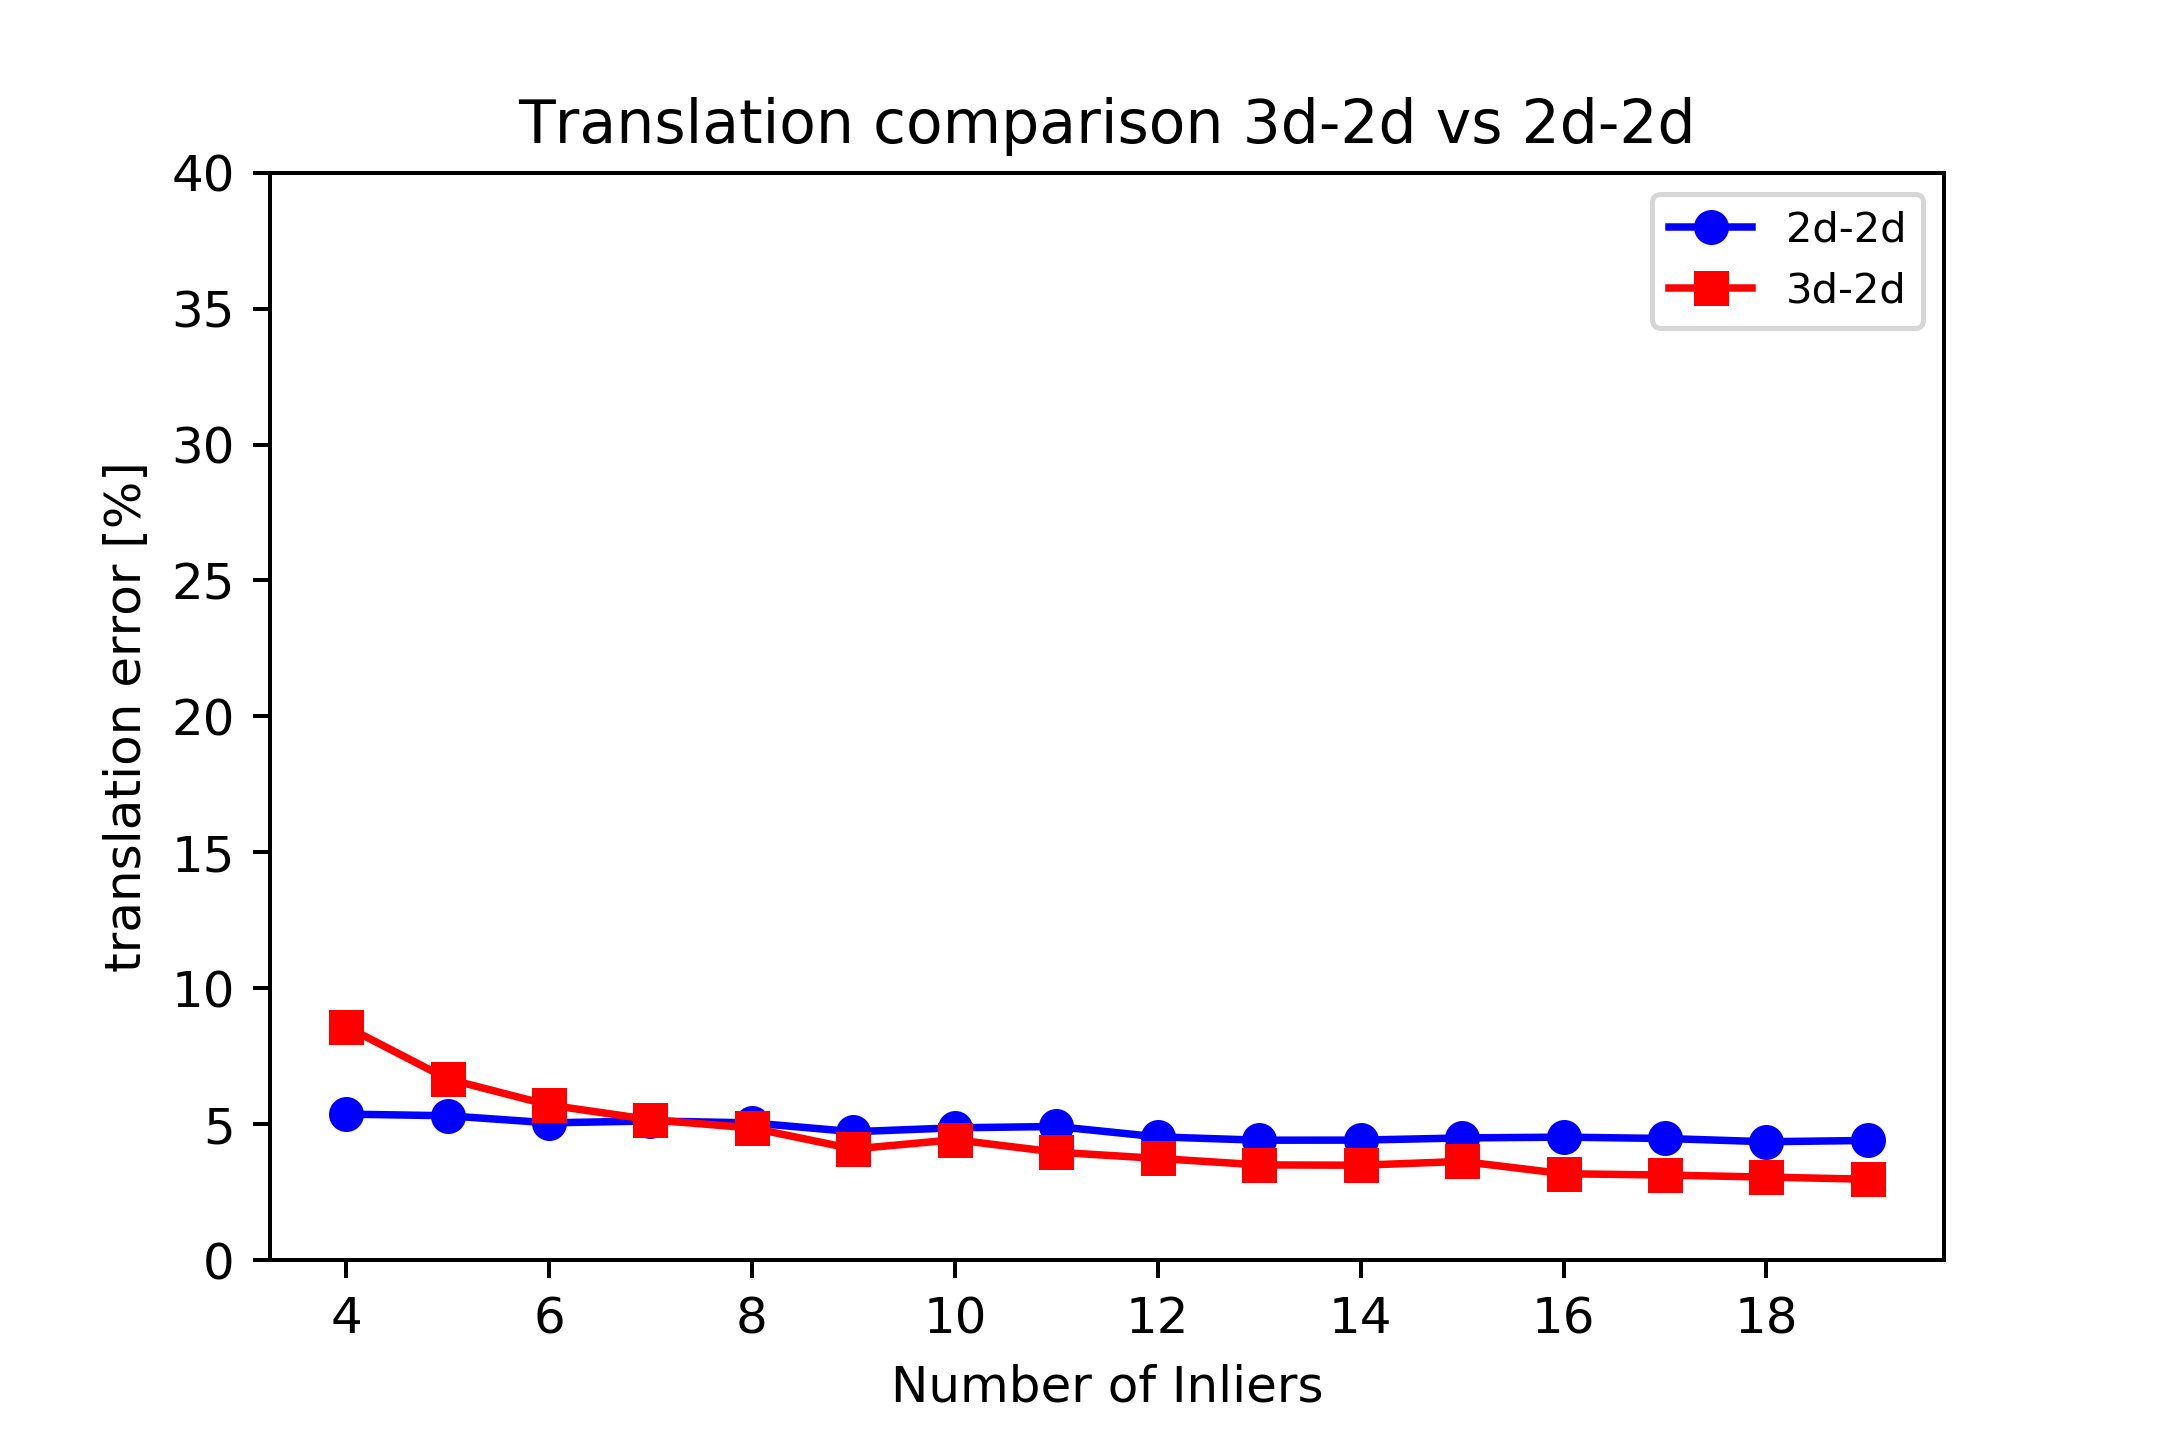 Translation comparison 3d-2d vs 2d-2d
40
35
30
25
20
15
10
5
0
translation error [%]
2d-2d
3d-2d
4 6 8 10 12 14 16 18
Number of Inliers